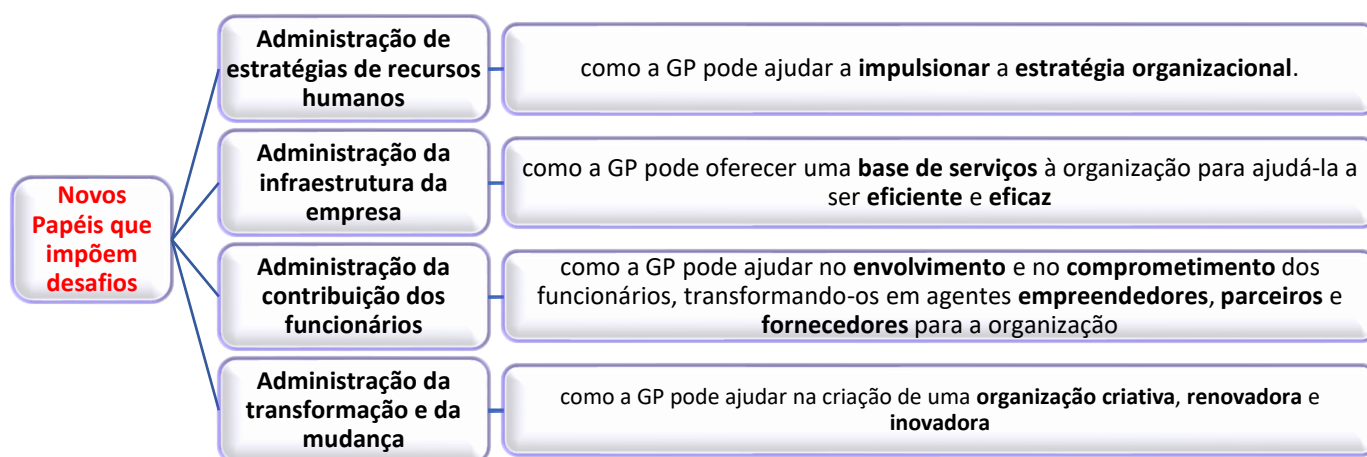 Novos
Papéis que
impõem
desafios
Administração de
estratégias de recursos
humanos
como a GP pode ajudar a impulsionar a estratégia organizacional.
Administração da
infraestrutura da
empresa
como a GP pode oferecer uma base de serviços à organização para ajudá-la a
ser eficiente e eficaz
Administração da
contribuição dos
funcionários
como a GP pode ajudar no envolvimento e no comprometimento dos
funcionários, transformando-os em agentes empreendedores, parceiros e
fornecedores para a organização
Administração da
transformação e da
mudança
como a GP pode ajudar na criação de uma organização criativa, renovadora e
inovadora